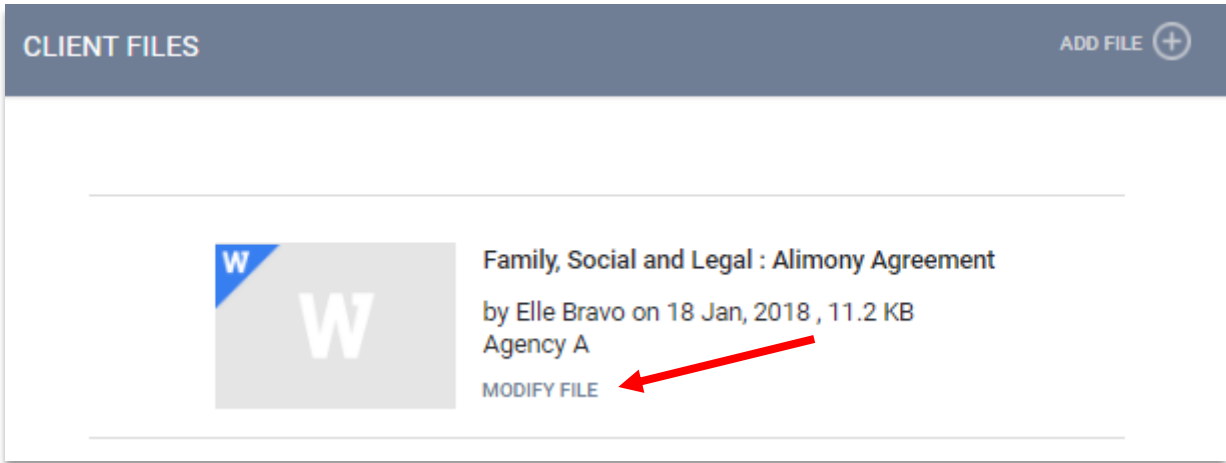 CLIENT FILES
ADD FILE
W
W
Family, Social and Legal : Alimony Agreement
by Elle Bravo on 18 Jan, 2018 , 11.2 KB
Agency A
MODIFY FILE